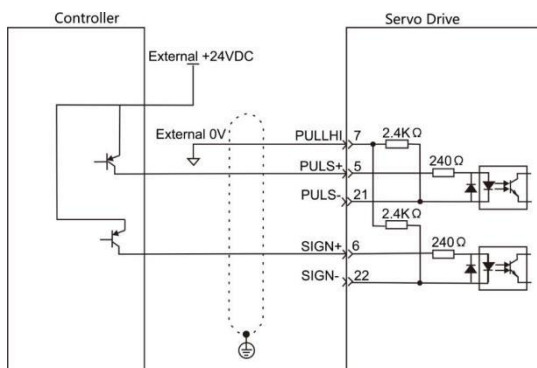 Controller
Servo Drive
External +24VDC
External 0V
PULLHI
7
2.4KΩ
PULS+
5
240Ω
PULS-
21
2.4KΩ
SIGN+
6
240Ω
SIGN-
22